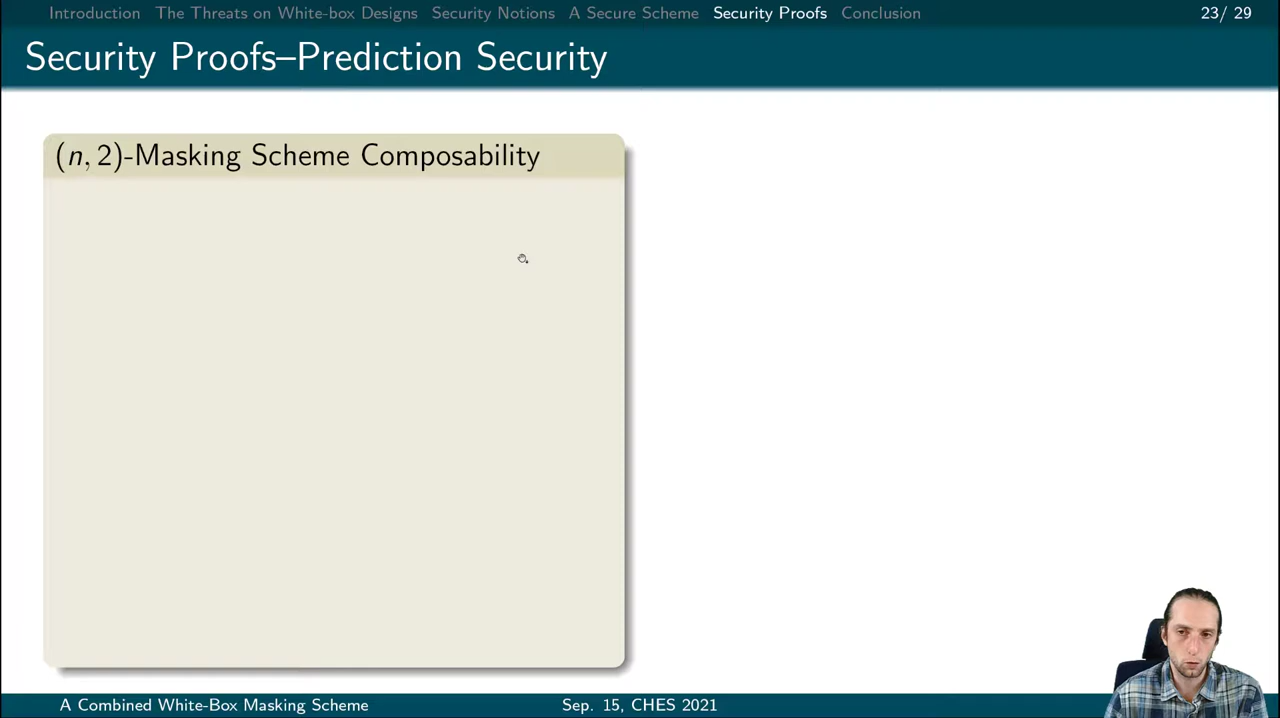 Introduction The Threats on White-box Designs Security Notions A Secure Scheme Security Proofs Conclusion 23/ 29
Security Proofs–Prediction Security
(n, 2)-Masking Scheme Composability
A Combined White-Box Masking Scheme Sep. 15, CHES 2021